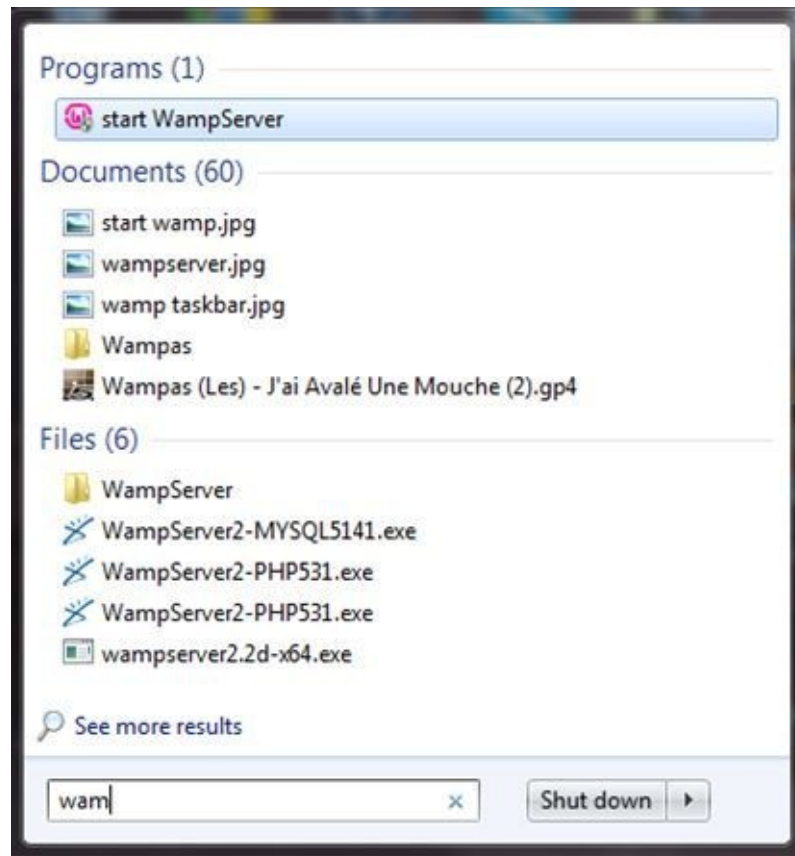 Programs (1)
start WampServer
Documents (60)
start wamp.jpg
wampserver.jpg
wamp taskbar.jpg
Wampas
Wampas (Les) - J'ai Avalé Une Mouche (2).gp4
Files (6)
WampServer
WampServer2-MYSQL5141.exe
WampServer2-PHP531.exe
WampServer2-PHP531.exe
wampserver2.2d-x64.exe
See more results
wam
Shut down